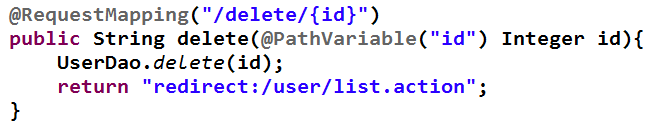 @RequestMapping("/delete/{id}")
public String delete(@PathVariable("id") Integer id){
    UserDao.delete(id);
    return "redirect:/user/list.action";
}